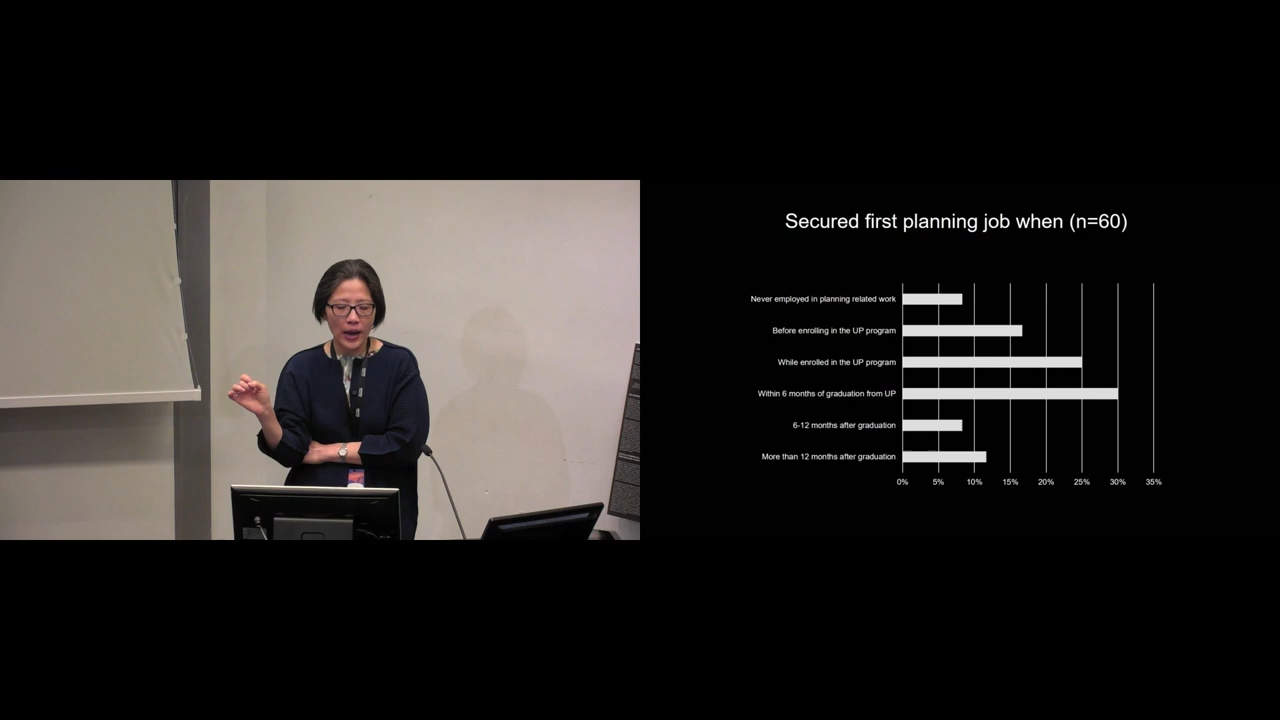 Secured first planning job when (n=60)
Never employed in planning related work
Before enrolling in the UP program
While enrolled in the UP program
Within 6 months of graduation from UP
6-12 months after graduation
More than 12 months after graduation
0% 5% 10% 15% 20% 25% 30% 35%